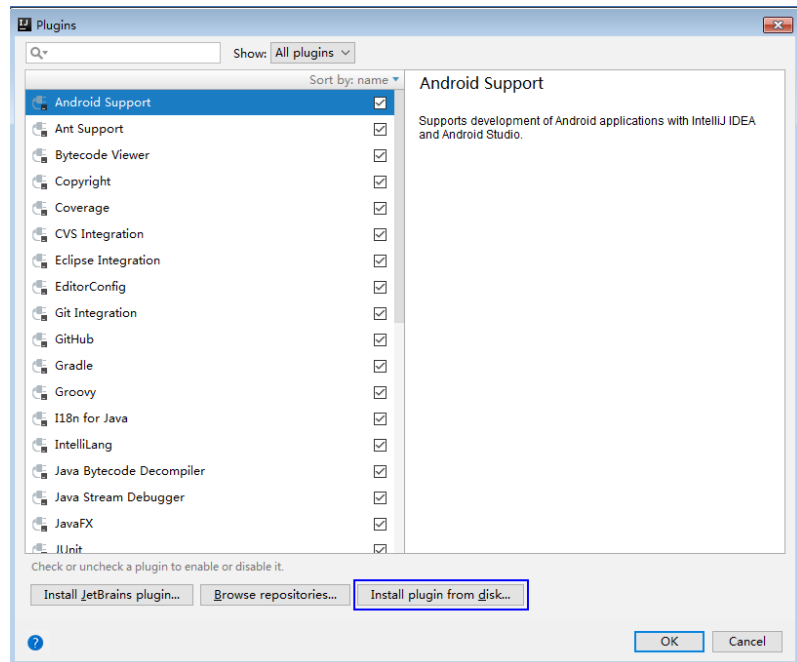 Plugins
Show: All plugins
Sort by: name
Android Support
Ant Support
Bytecode Viewer
Copyright
Coverage
CVS Integration
Eclipse Integration
EditorConfig
Git Integration
GitHub
Gradle
Groovy
I18n for Java
IntelliLang
Java Bytecode Decompiler
Java Stream Debugger
JavaFX
JUnit
Android Support
Supports development of Android applications with IntelliJ IDEA
and Android Studio.
Check or uncheck a plugin to enable or disable it.
Install JetBrains plugin... Browse repositories... Install plugin from disk...
? OK Cancel